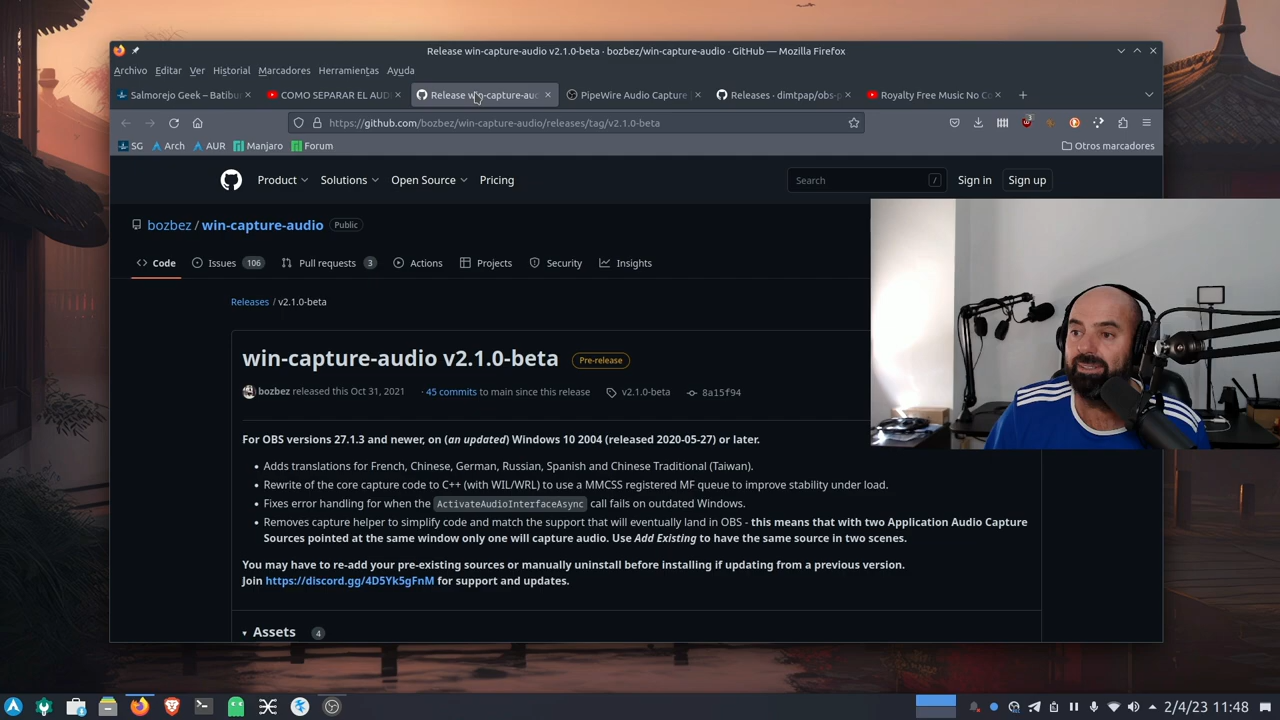 Release win-capture-audio v2.1.0-beta · bozbez/win-capture-audio · GitHub — Mozilla Firefox
Archivo Editar Ver Historial Marcadores Herramientas Ayuda
Salmorejo Geek – Batibur COMO SEPARAR EL AUD Release win-capture-aud PipeWire Audio Capture Releases · dimtpap/obs-p Royalty Free Music No C
https://github.com/bozbez/win-capture-audio/releases/tag/v2.1.0-beta
SG Arch AUR Manjaro Forum Otros marcadores
Product Solutions Open Source Pricing Search / Sign in Sign up
bozbez / win-capture-audio Public
Code Issues 106 Pull requests 3 Actions Projects Security Insights
Releases / v2.1.0-beta
win-capture-audio v2.1.0-beta Pre-release
bozbez released this Oct 31, 2021 · 45 commits to main since this release v2.1.0-beta 8a15f94
For OBS versions 27.1.3 and newer, on (an updated) Windows 10 2004 (released 2020-05-27) or later.
• Adds translations for French, Chinese, German, Russian, Spanish and Chinese Traditional (Taiwan).
• Rewrite of the core capture code to C++ (with WIL/WRL) to use a MMCSS registered MF queue to improve stability under load.
• Fixes error handling for when the ActivateAudioInterfaceAsync call fails on outdated Windows.
• Removes capture helper to simplify code and match the support that will eventually land in OBS - this means that with two Application Audio Capture
Sources pointed at the same window only one will capture audio. Use Add Existing to have the same source in two scenes.
You may have to re-add your pre-existing sources or manually uninstall before installing if updating from a previous version.
Join https://discord.gg/4D5Yk5gFnM for support and updates.
Assets 4
2/4/23 11:48